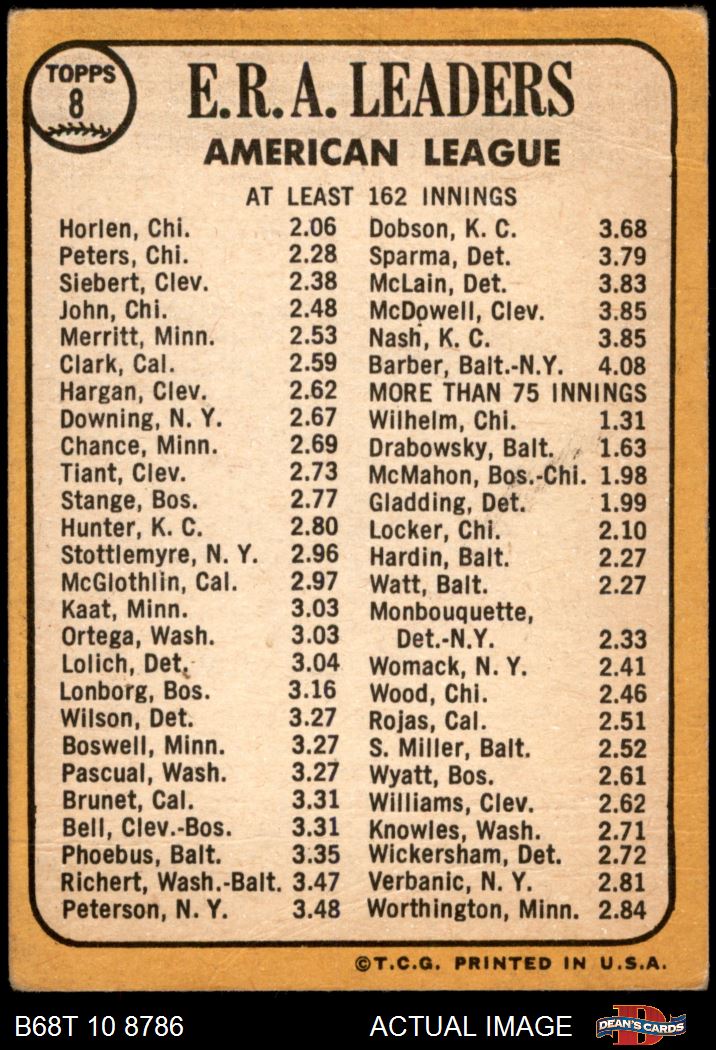 TOPPS
8
E.R.A. LEADERS
AMERICAN LEAGUE
AT LEAST 162 INNINGS
Horlen, Chi. 2.06
Peters, Chi. 2.28
Siebert, Clev. 2.38
John, Chi. 2.48
Merritt, Minn. 2.53
Clark, Cal. 2.59
Hargan, Clev. 2.62
Downing, N. Y. 2.67
Chance, Minn. 2.69
Tiant, Clev. 2.73
Stange, Bos. 2.77
Hunter, K. C. 2.80
Stottlemyre, N. Y. 2.96
McGlothlin, Cal. 2.97
Kaat, Minn. 3.03
Ortega, Wash. 3.03
Lolich, Det. 3.04
Lonborg, Bos. 3.16
Wilson, Det. 3.27
Boswell, Minn. 3.27
Pascual, Wash. 3.27
Brunet, Cal. 3.31
Bell, Clev.-Bos. 3.31
Phoebus, Balt. 3.35
Richert, Wash.-Balt. 3.47
Peterson, N. Y. 3.48
Dobson, K. C. 3.68
Sparma, Det. 3.79
McLain, Det. 3.83
McDowell, Clev. 3.85
Nash, K. C. 3.85
Barber, Balt.-N.Y. 4.08
MORE THAN 75 INNINGS
Wilhelm, Chi. 1.31
Drabowsky, Balt. 1.63
McMahon, Bos.-Chi. 1.98
Gladding, Det. 1.99
Locker, Chi. 2.10
Hardin, Balt. 2.27
Watt, Balt. 2.27
Monbouquette,
Det.-N.Y. 2.33
Womack, N. Y. 2.41
Wood, Chi. 2.46
Rojas, Cal. 2.51
S. Miller, Balt. 2.52
Wyatt, Bos. 2.61
Williams, Clev. 2.62
Knowles, Wash. 2.71
Wickersham, Det. 2.72
Verbanic, N. Y. 2.81
Worthington, Minn. 2.84
©T.C.G. PRINTED IN U.S.A.
B68T 10 8786
ACTUAL IMAGE
D
DEAN'S CARDS